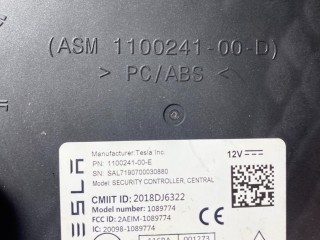 (ASM 1100241-00-D)
> PC/ABS <
TESLA
Manufacturer: Tesla Inc.
PN: 1100241-00-E
SN: SAL7190700030880
Model: SECURITY CONTROLLER, CENTRAL
12V
CMIIT ID: 2018DJ6322
Model: 1089774
FCC ID: 2AEIM-1089774
IC: 20098-1089774
001773